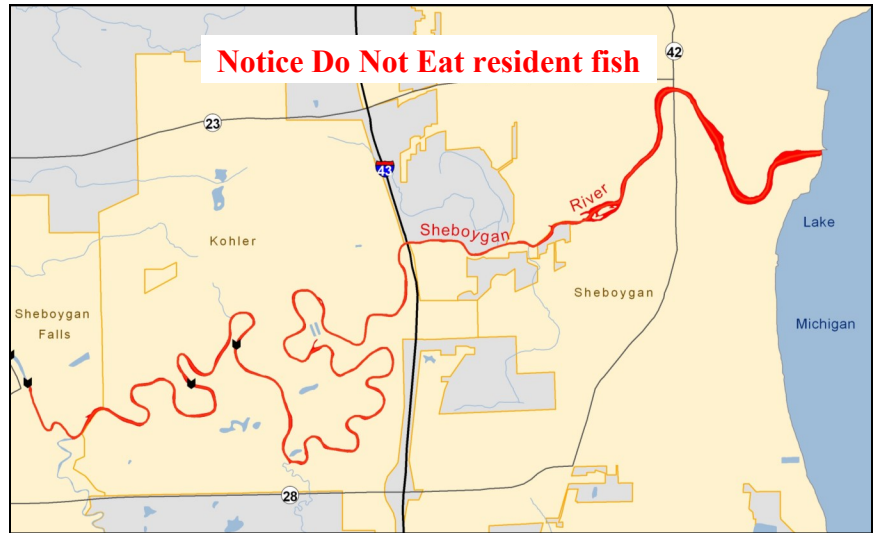 Notice Do Not Eat resident fish
42
23
43
River
Sheboygan
Lake
Kohler
Sheboygan
Sheboygan
Falls
Michigan
28